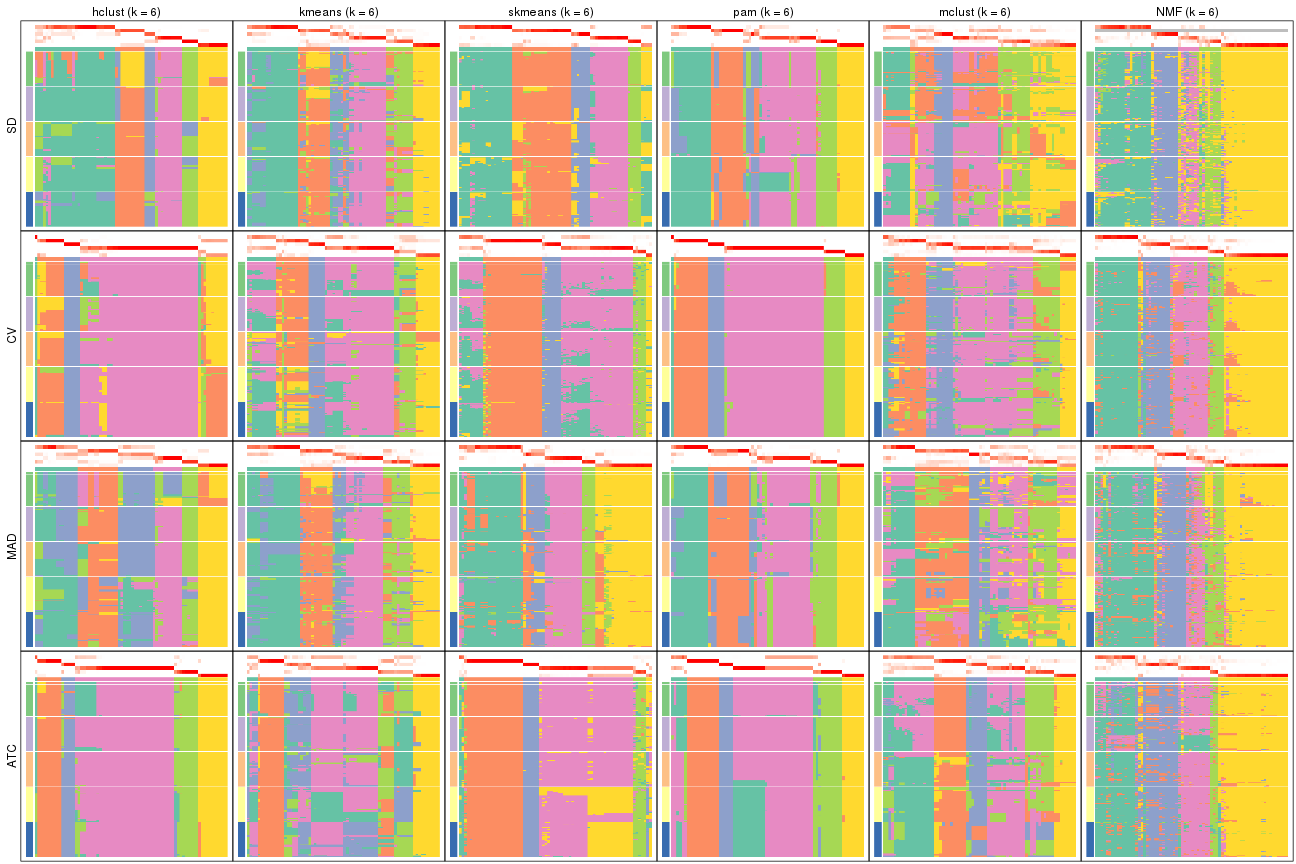 hclust (k = 6) kmeans (k = 6) skmeans (k = 6) pam (k = 6) mclust (k = 6) NMF (k = 6)
SD
CV
MAD
ATC